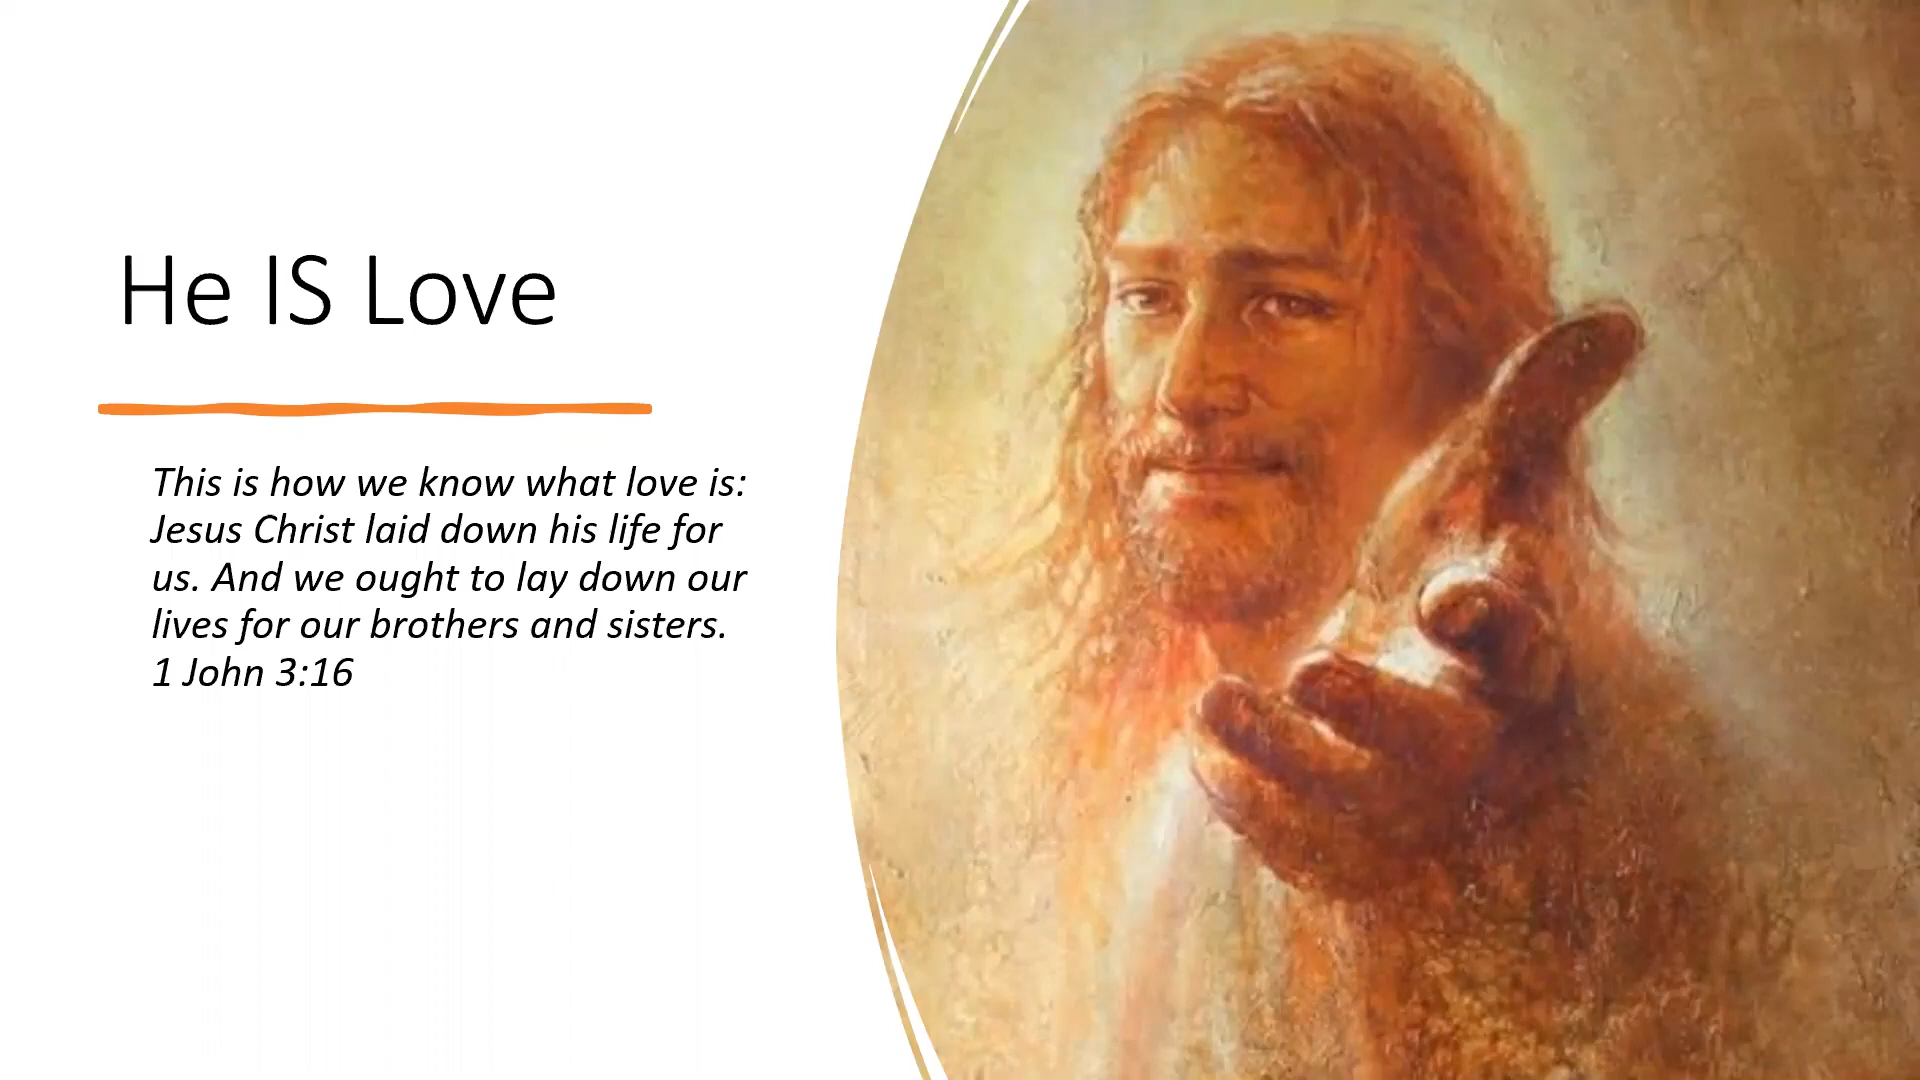 He IS Love
This is how we know what love is:
Jesus Christ laid down his life for
us. And we ought to lay down our
lives for our brothers and sisters.
1 John 3:16